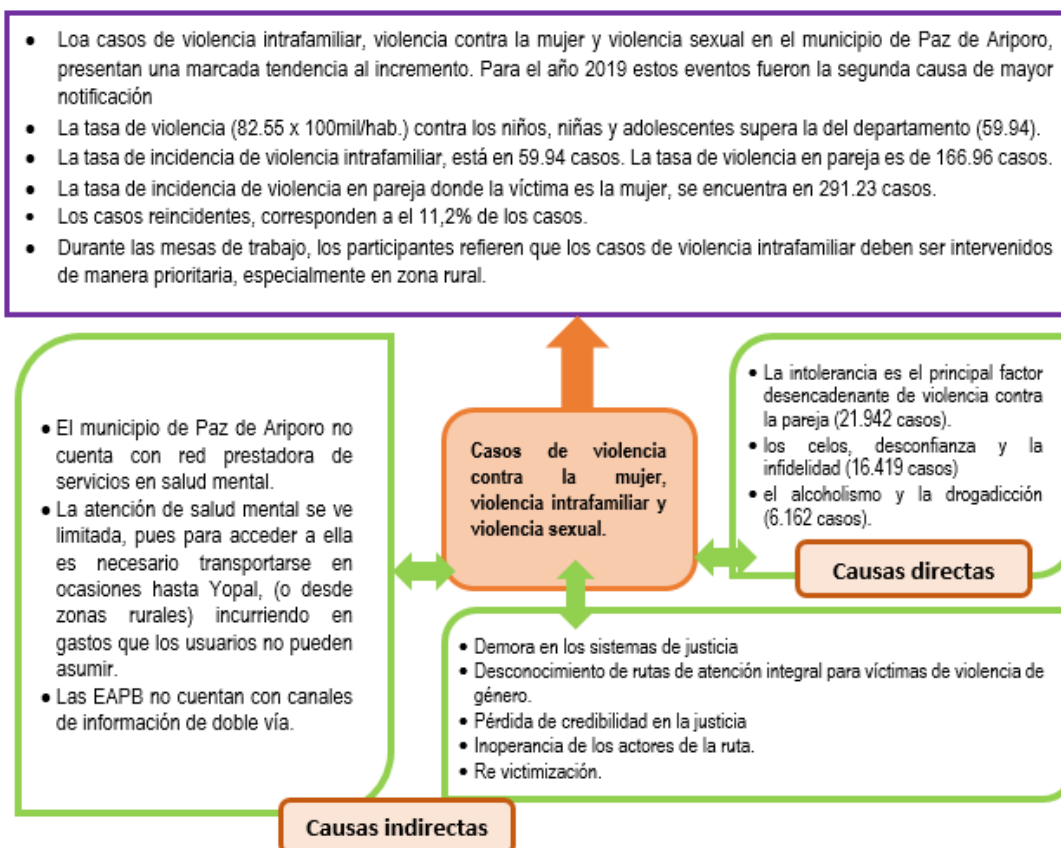 • Loa casos de violencia intrafamiliar, violencia contra la mujer y violencia sexual en el municipio de Paz de Ariporo,
presentan una marcada tendencia al incremento. Para el año 2019 estos eventos fueron la segunda causa de mayor
notificación
• La tasa de violencia (82.55 x 100mil/hab.) contra los niños, niñas y adolescentes supera la del departamento (59.94).
• La tasa de incidencia de violencia intrafamiliar, está en 59.94 casos. La tasa de violencia en pareja es de 166.96 casos.
• La tasa de incidencia de violencia en pareja donde la víctima es la mujer, se encuentra en 291.23 casos.
• Los casos reincidentes, corresponden a el 11,2% de los casos.
• Durante las mesas de trabajo, los participantes refieren que los casos de violencia intrafamiliar deben ser intervenidos
de manera prioritaria, especialmente en zona rural.
• El municipio de Paz de Ariporo no
cuenta con red prestadora de
servicios en salud mental.
• La atención de salud mental se ve
limitada, pues para acceder a ella
es necesario transportarse en
ocasiones hasta Yopal, (o desde
zonas rurales) incurriendo en
gastos que los usuarios no pueden
asumir.
• Las EAPB no cuentan con canales
de información de doble vía.
Casos de violencia
contra la mujer,
violencia intrafamiliar y
violencia sexual.
• La intolerancia es el principal factor
desencadenante de violencia contra
la pareja (21.942 casos).
• los celos, desconfianza y la
infidelidad (16.419 casos)
• el alcoholismo y la drogadicción
(6.162 casos).
Causas directas
• Demora en los sistemas de justicia
• Desconocimiento de rutas de atención integral para víctimas de violencia de
género.
• Pérdida de credibilidad en la justicia
• Inoperancia de los actores de la ruta.
• Re victimización.
Causas indirectas